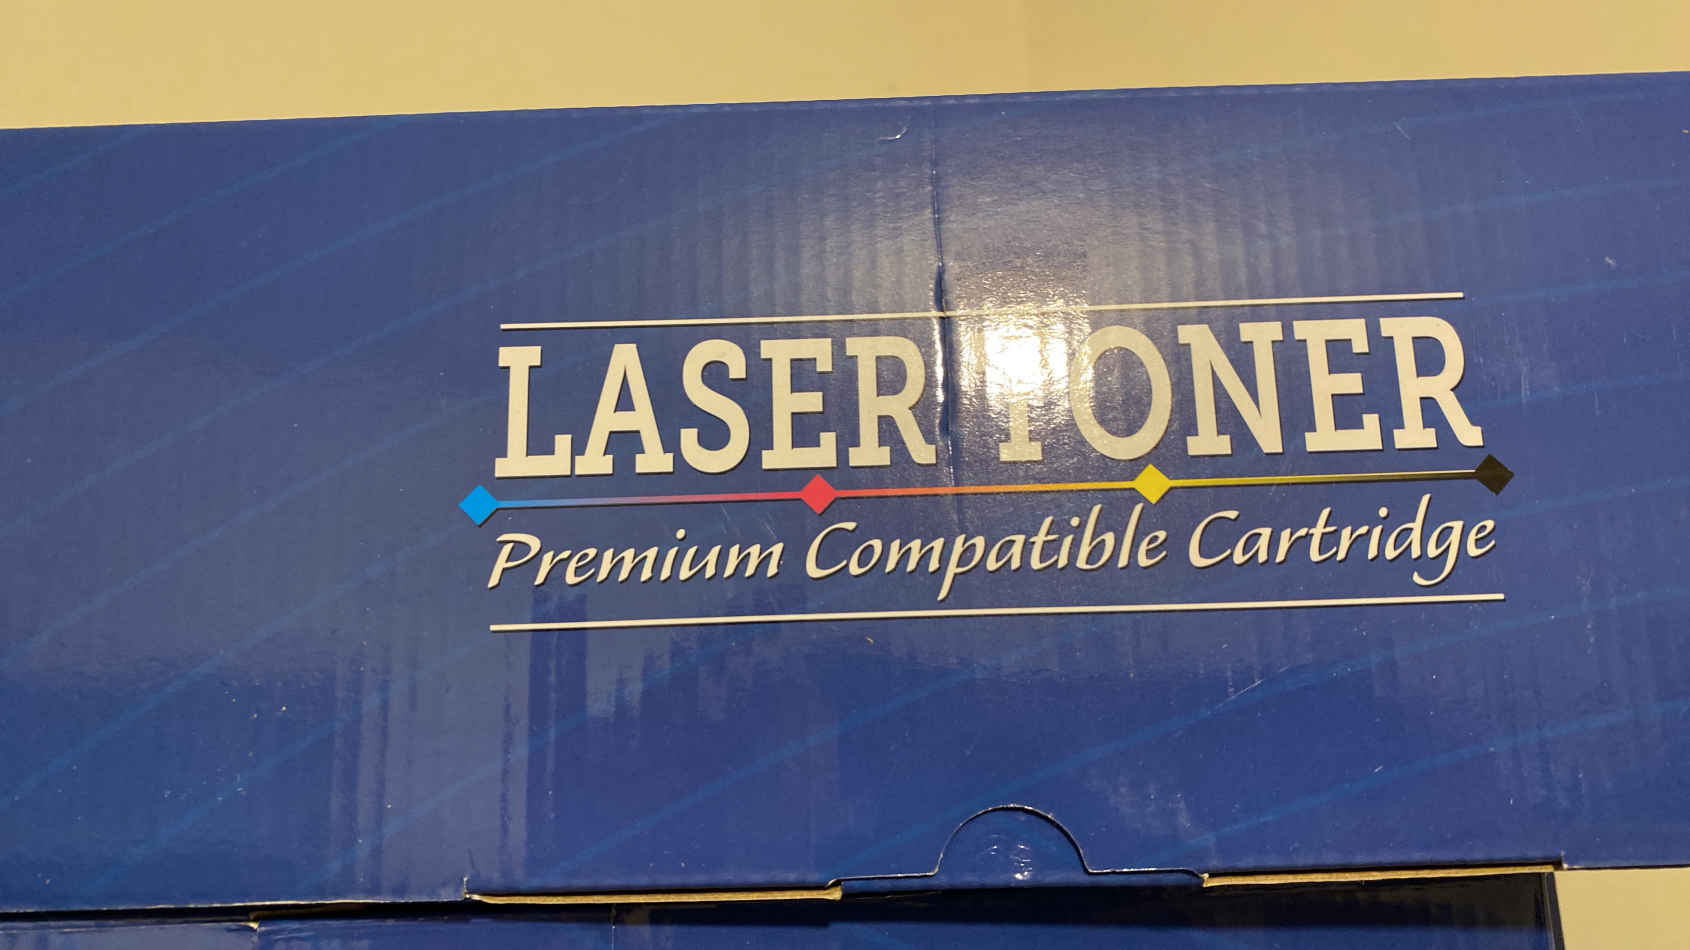 LASER TONER
Premium Compatible Cartridge